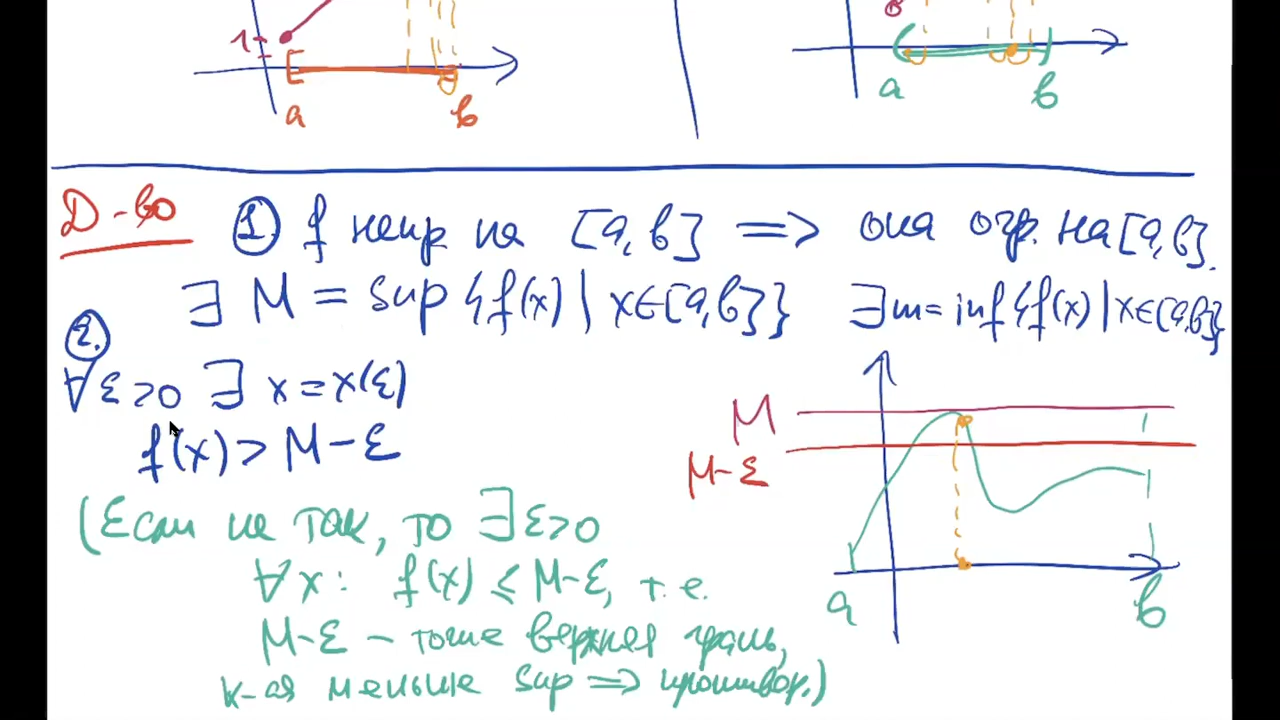 1
a b
a b
Д-во 1. f непр на [a,b] => она огр. на [a,b].
∃ M = sup {f(x) | x∈[a,b]} ∃ m = inf {f(x) | x∈[a,b]}
2.
∀ ε>0 ∃ x = x(ε)
f(x) > M-ε
M
M-ε
a b
(Если не так, то ∃ ε>0
∀x: f(x) ≤ M-ε, т.е.
M-ε – тоже верхняя грань,
к-ая меньше sup => противор.)